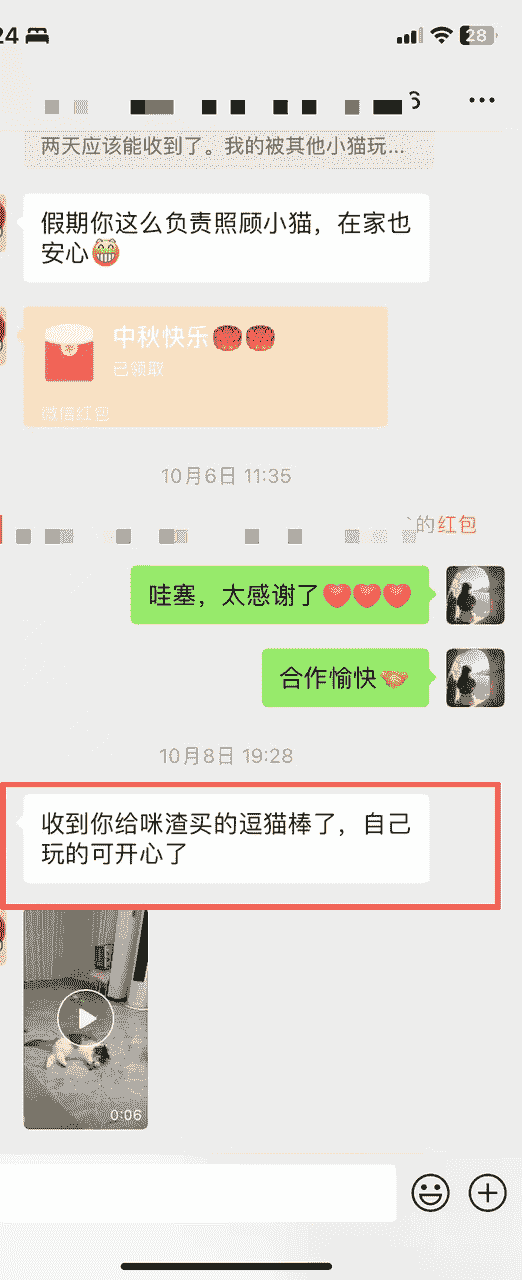 24
28
两天应该能收到了。我的被其他小猫玩...
假期你这么负责照顾小猫，在家也
安心
中秋快乐
已领取
微信红包
10月6日 11:35
的红包
哇塞，太感谢了❤❤❤
合作愉快🤝
10月8日 19:28
收到你给咪渣买的逗猫棒了，自己
玩的可开心了
0:06